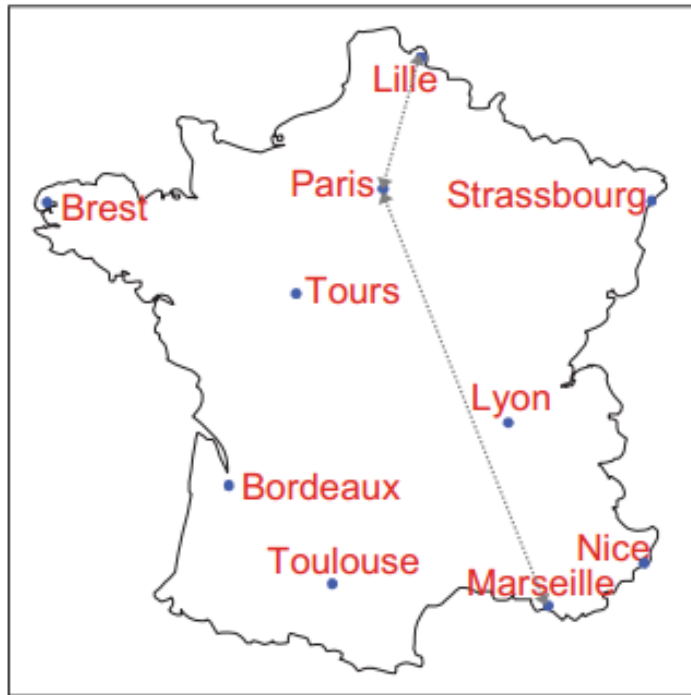 Lille
Paris
Strassbourg
Brest
Tours
Lyon
Bordeaux
Nice
Toulouse
Marseille